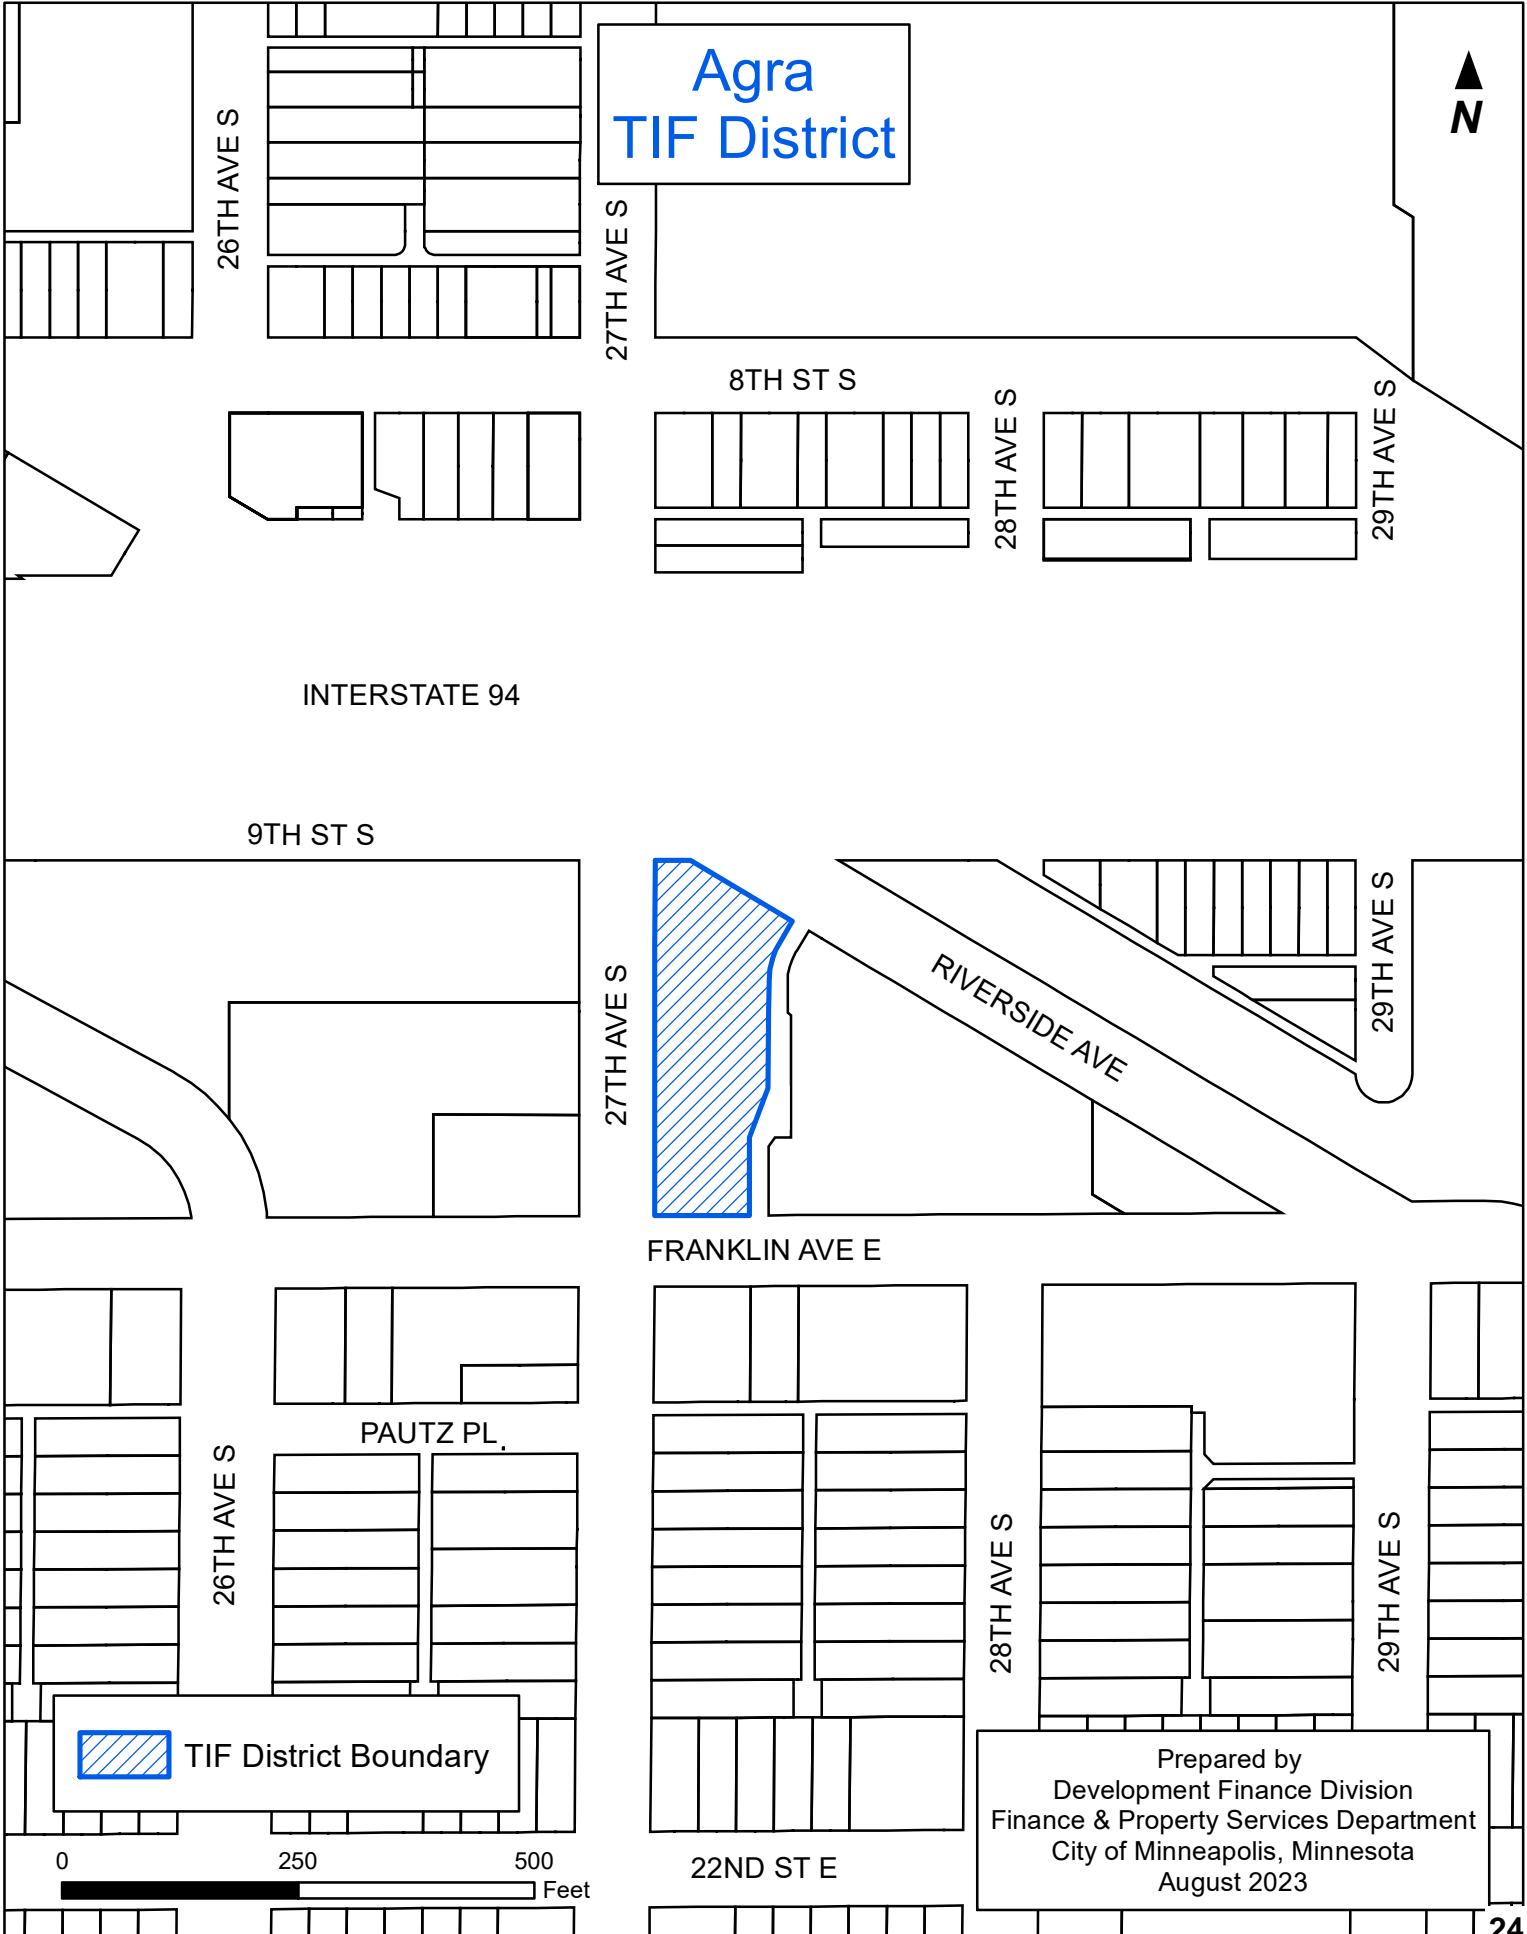 Agra
TIF District
N
26TH AVE S
27TH AVE S
8TH ST S
28TH AVE S
29TH AVE S
INTERSTATE 94
9TH ST S
27TH AVE S
RIVERSIDE AVE
29TH AVE S
FRANKLIN AVE E
PAUTZ PL.
26TH AVE S
28TH AVE S
29TH AVE S
TIF District Boundary
Prepared by
Development Finance Division
Finance & Property Services Department
City of Minneapolis, Minnesota
August 2023
0 250 500
Feet
22ND ST E
24